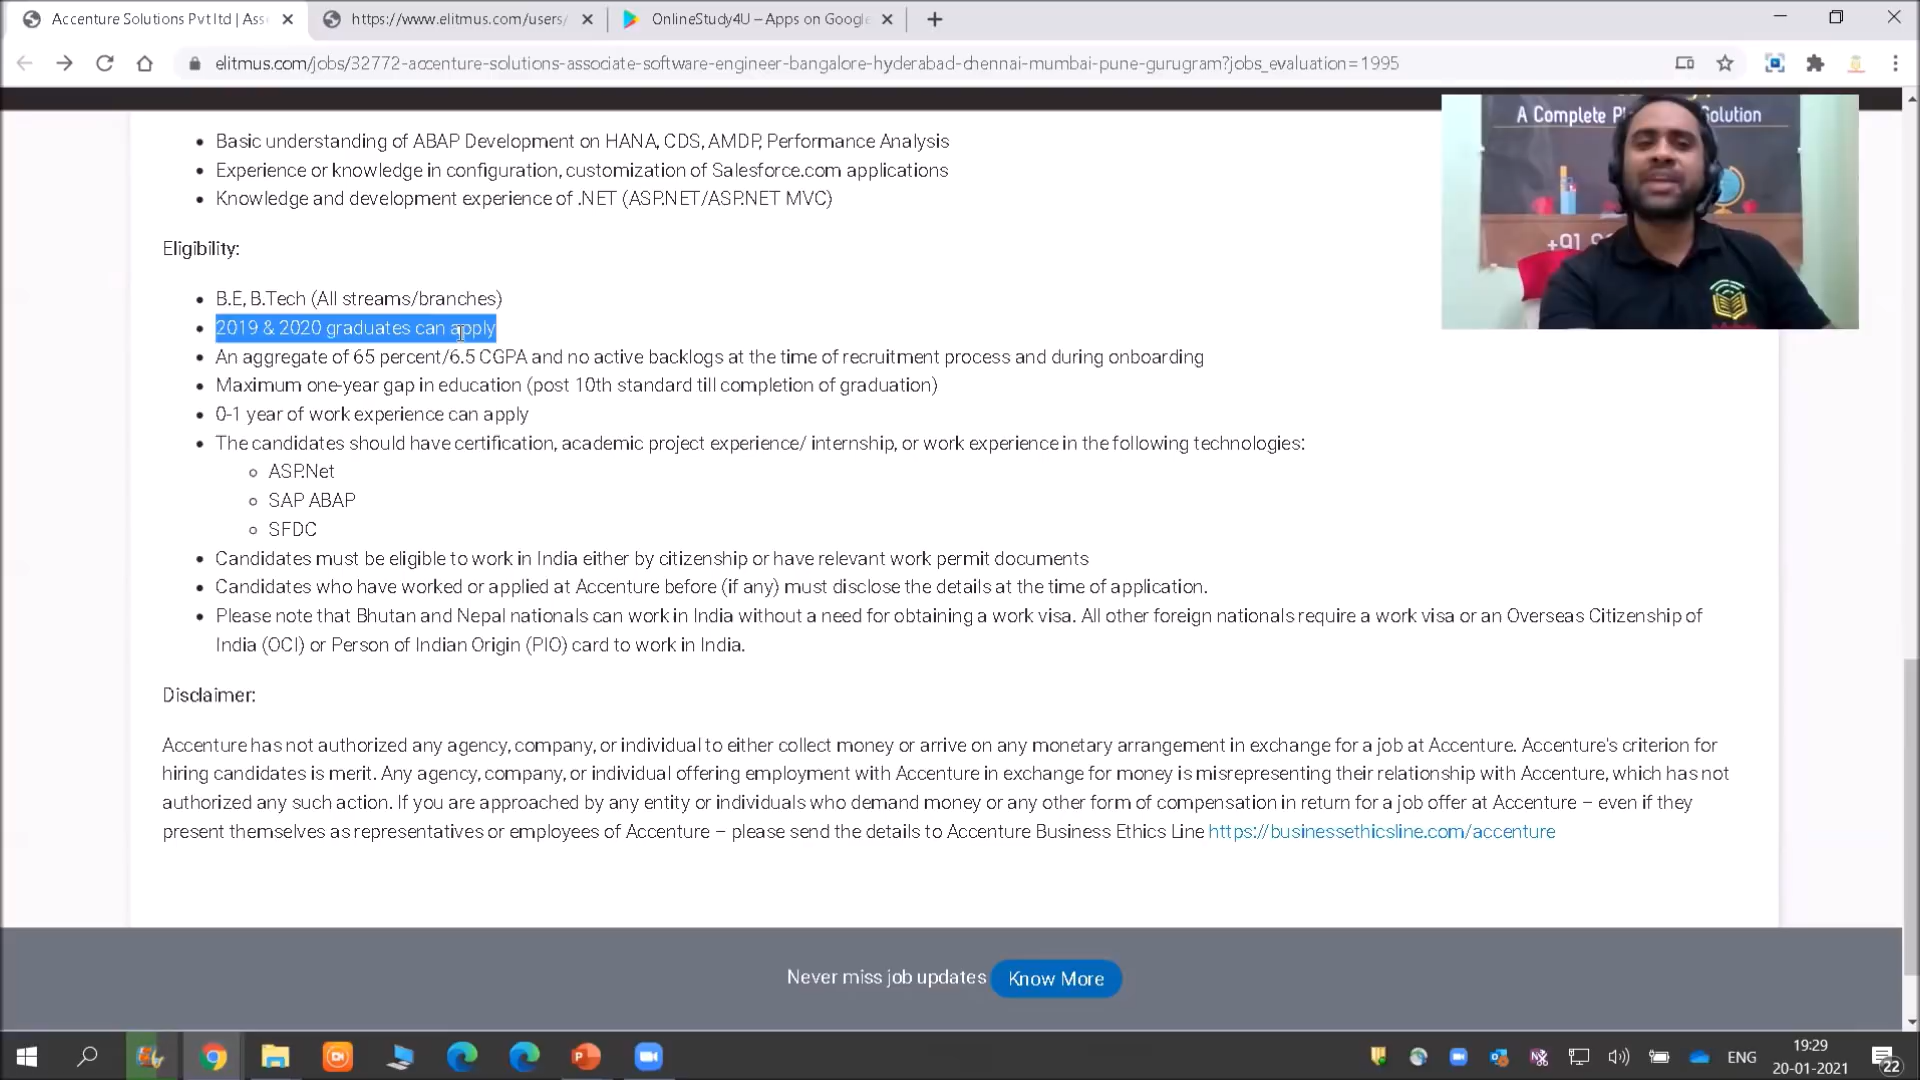 Accenture Solutions Pvt ltd | Ass
https://www.elitmus.com/users/
OnlineStudy4U – Apps on Google
elitmus.com/jobs/32772-accenture-solutions-associate-software-engineer-bangalore-hyderabad-chennai-mumbai-pune-gurugram?jobs_evaluation=1995
• Basic understanding of ABAP Development on HANA, CDS, AMDP, Performance Analysis
• Experience or knowledge in configuration, customization of Salesforce.com applications
• Knowledge and development experience of .NET (ASP.NET/ASP.NET MVC)
A Complete Pl olution
+91 9
Eligibility:
• B.E, B.Tech (All streams/branches)
• 2019 & 2020 graduates can apply
• An aggregate of 65 percent/6.5 CGPA and no active backlogs at the time of recruitment process and during onboarding
• Maximum one-year gap in education (post 10th standard till completion of graduation)
• 0-1 year of work experience can apply
• The candidates should have certification, academic project experience/ internship, or work experience in the following technologies:
ASP.Net
SAP ABAP
SFDC
• Candidates must be eligible to work in India either by citizenship or have relevant work permit documents
• Candidates who have worked or applied at Accenture before (if any) must disclose the details at the time of application.
• Please note that Bhutan and Nepal nationals can work in India without a need for obtaining a work visa. All other foreign nationals require a work visa or an Overseas Citizenship of
India (OCI) or Person of Indian Origin (PIO) card to work in India.
Disclaimer:
Accenture has not authorized any agency, company, or individual to either collect money or arrive on any monetary arrangement in exchange for a job at Accenture. Accenture's criterion for
hiring candidates is merit. Any agency, company, or individual offering employment with Accenture in exchange for money is misrepresenting their relationship with Accenture, which has not
authorized any such action. If you are approached by any entity or individuals who demand money or any other form of compensation in return for a job offer at Accenture – even if they
present themselves as representatives or employees of Accenture – please send the details to Accenture Business Ethics Line https://businessethicsline.com/accenture
Never miss job updates Know More
ENG
19:29
20-01-2021
22